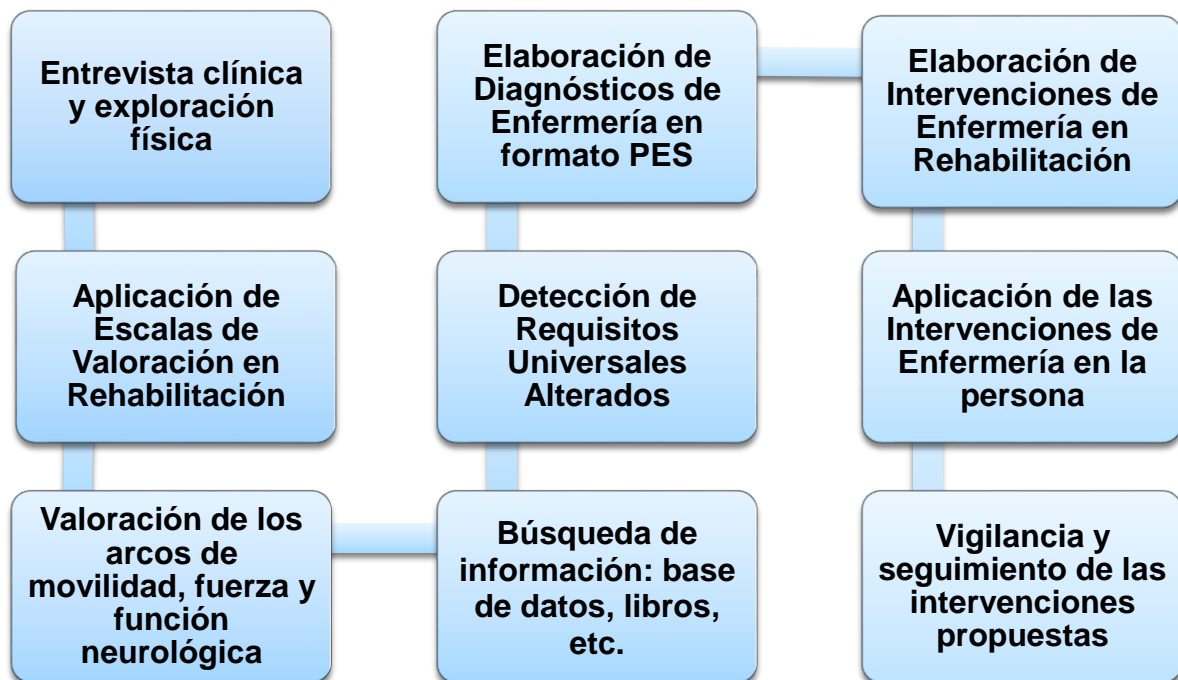 Entrevista clínica
y exploración
física
Aplicación de
Escalas de
Valoración en
Rehabilitación
Valoración de los
arcos de
movilidad, fuerza y
función
neurológica
Búsqueda de
información: base
de datos, libros,
etc.
Detección de
Requisitos
Universales
Alterados
Elaboración de
Diagnósticos de
Enfermería en
formato PES
Elaboración de
Intervenciones de
Enfermería en
Rehabilitación
Aplicación de las
Intervenciones de
Enfermería en la
persona
Vigilancia y
seguimiento de las
intervenciones
propuestas